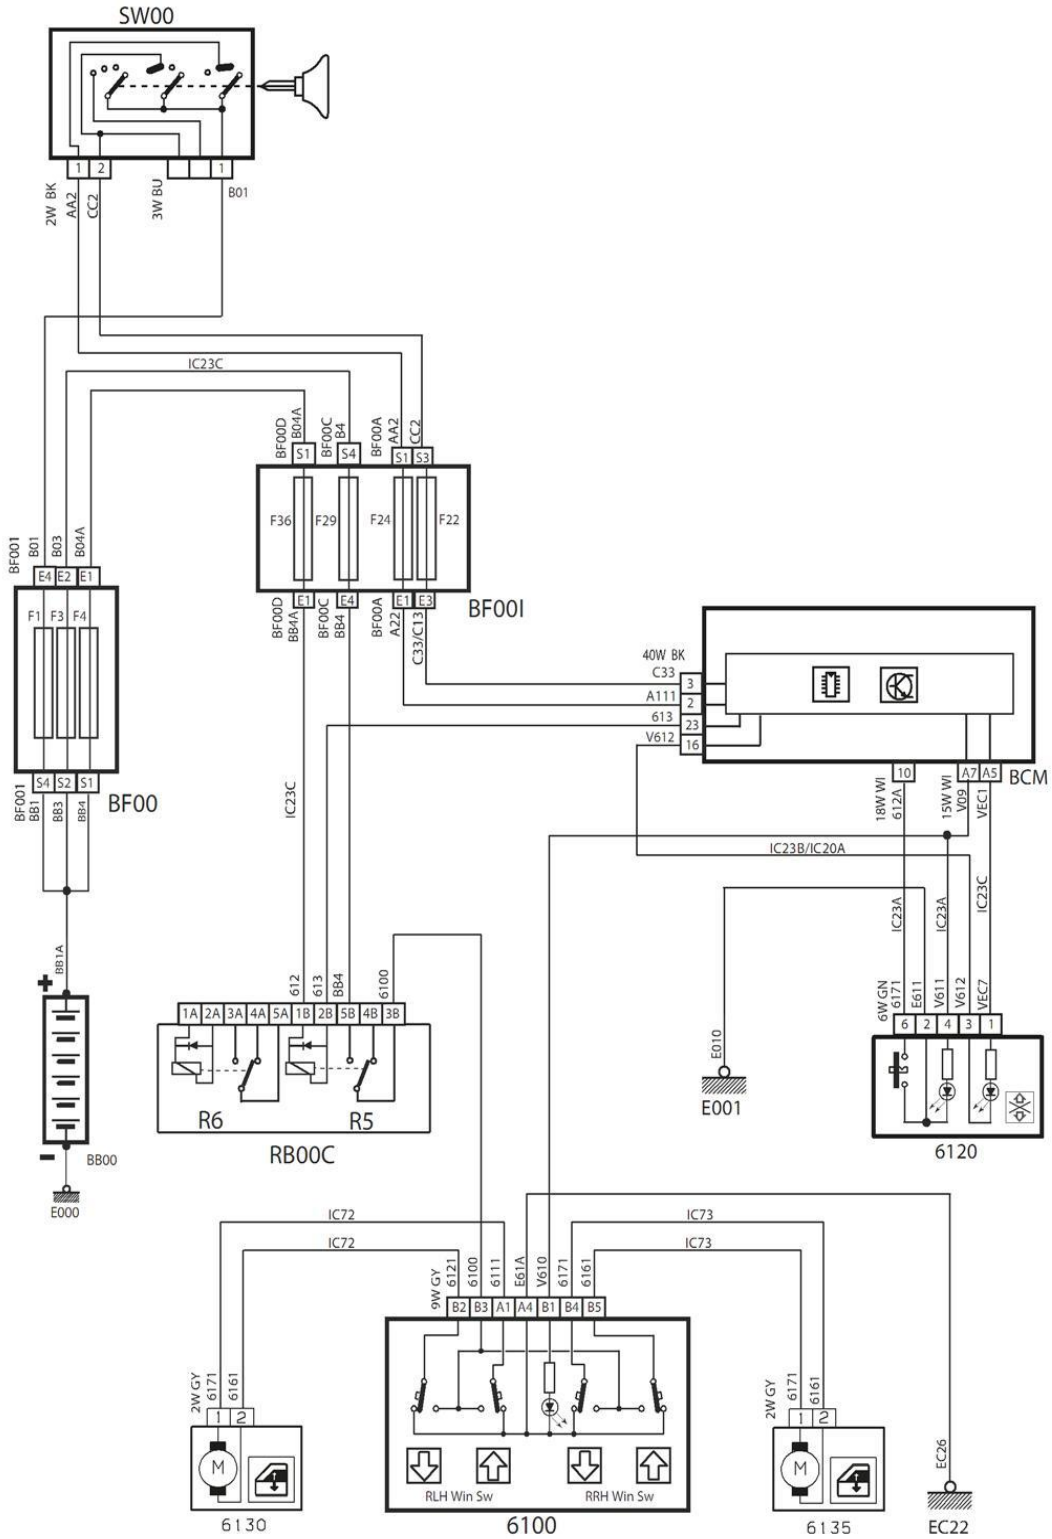 SW00
1 2 1
2W BK
AA2
CC2
3W BU
B01
IC23C
BF00D
B04A
BF00C
B4
BF00A
AA2
CC2
S1 S4 S1 S3
F36 F29 F24 F22
E1 E4 E1 E3
BF00I
BF00D
BB4A
BF00C
BB4
BF00A
A22
C33/C13
BF001
B01
B03
B04A
E4 E2 E1
F1 F3 F4
S4 S2 S1
BF00
BF001
BB1
BB3
BB4
40W BK
C33 3
A111 2
613 23
V612 16
10 A7 A5
BCM
18W WI
612A
15W WI
V09
VEC1
IC23C
IC23B/IC20A
IC23A
IC23A
IC23C
BB1A
+
-
BB00
E000
612
613
BB4
6100
1A 2A 3A 4A 5A 1B 2B 5B 4B 3B
R6 R5
RB00C
E010
E001
6W GN
6171
E611
V611
V612
VEC7
6 2 4 3 1
6120
IC72 IC73
IC72 IC73
9W GY
6121
6100
6111
E61A
V610
6171
6161
B2 B3 A1 A4 B1 B4 B5
RLH Win Sw RRH Win Sw
6100
2W GY
6171
6161
1 2
M
6130
2W GY
6171
6161
1 2
M
6135
EC26
EC22